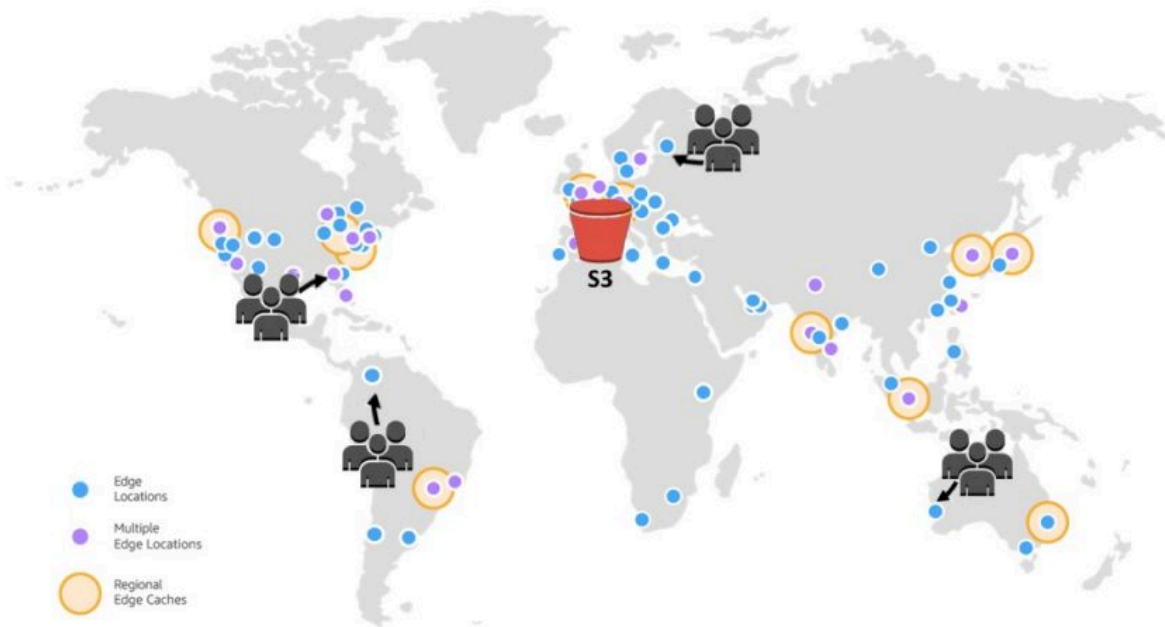 S3
Edge
Locations
Multiple
Edge Locations
Regional
Edge Caches